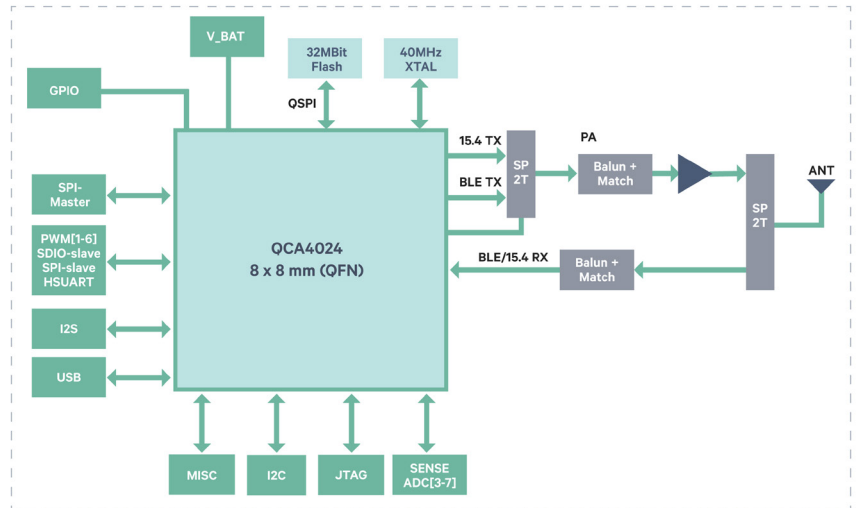 V_BAT
32MBit
Flash
40MHz
XTAL
GPIO
QSPI
15.4 TX
BLE TX
SP
2T
PA
Balun +
Match
ANT
SP
2T
SPI-
Master
PWM[1-6]
SDIO-slave
SPI-slave
HSUART
QCA4024
8 x 8 mm (QFN)
BLE/15.4 RX
Balun +
Match
I2S
USB
MISC
I2C
JTAG
SENSE
ADC[3-7]